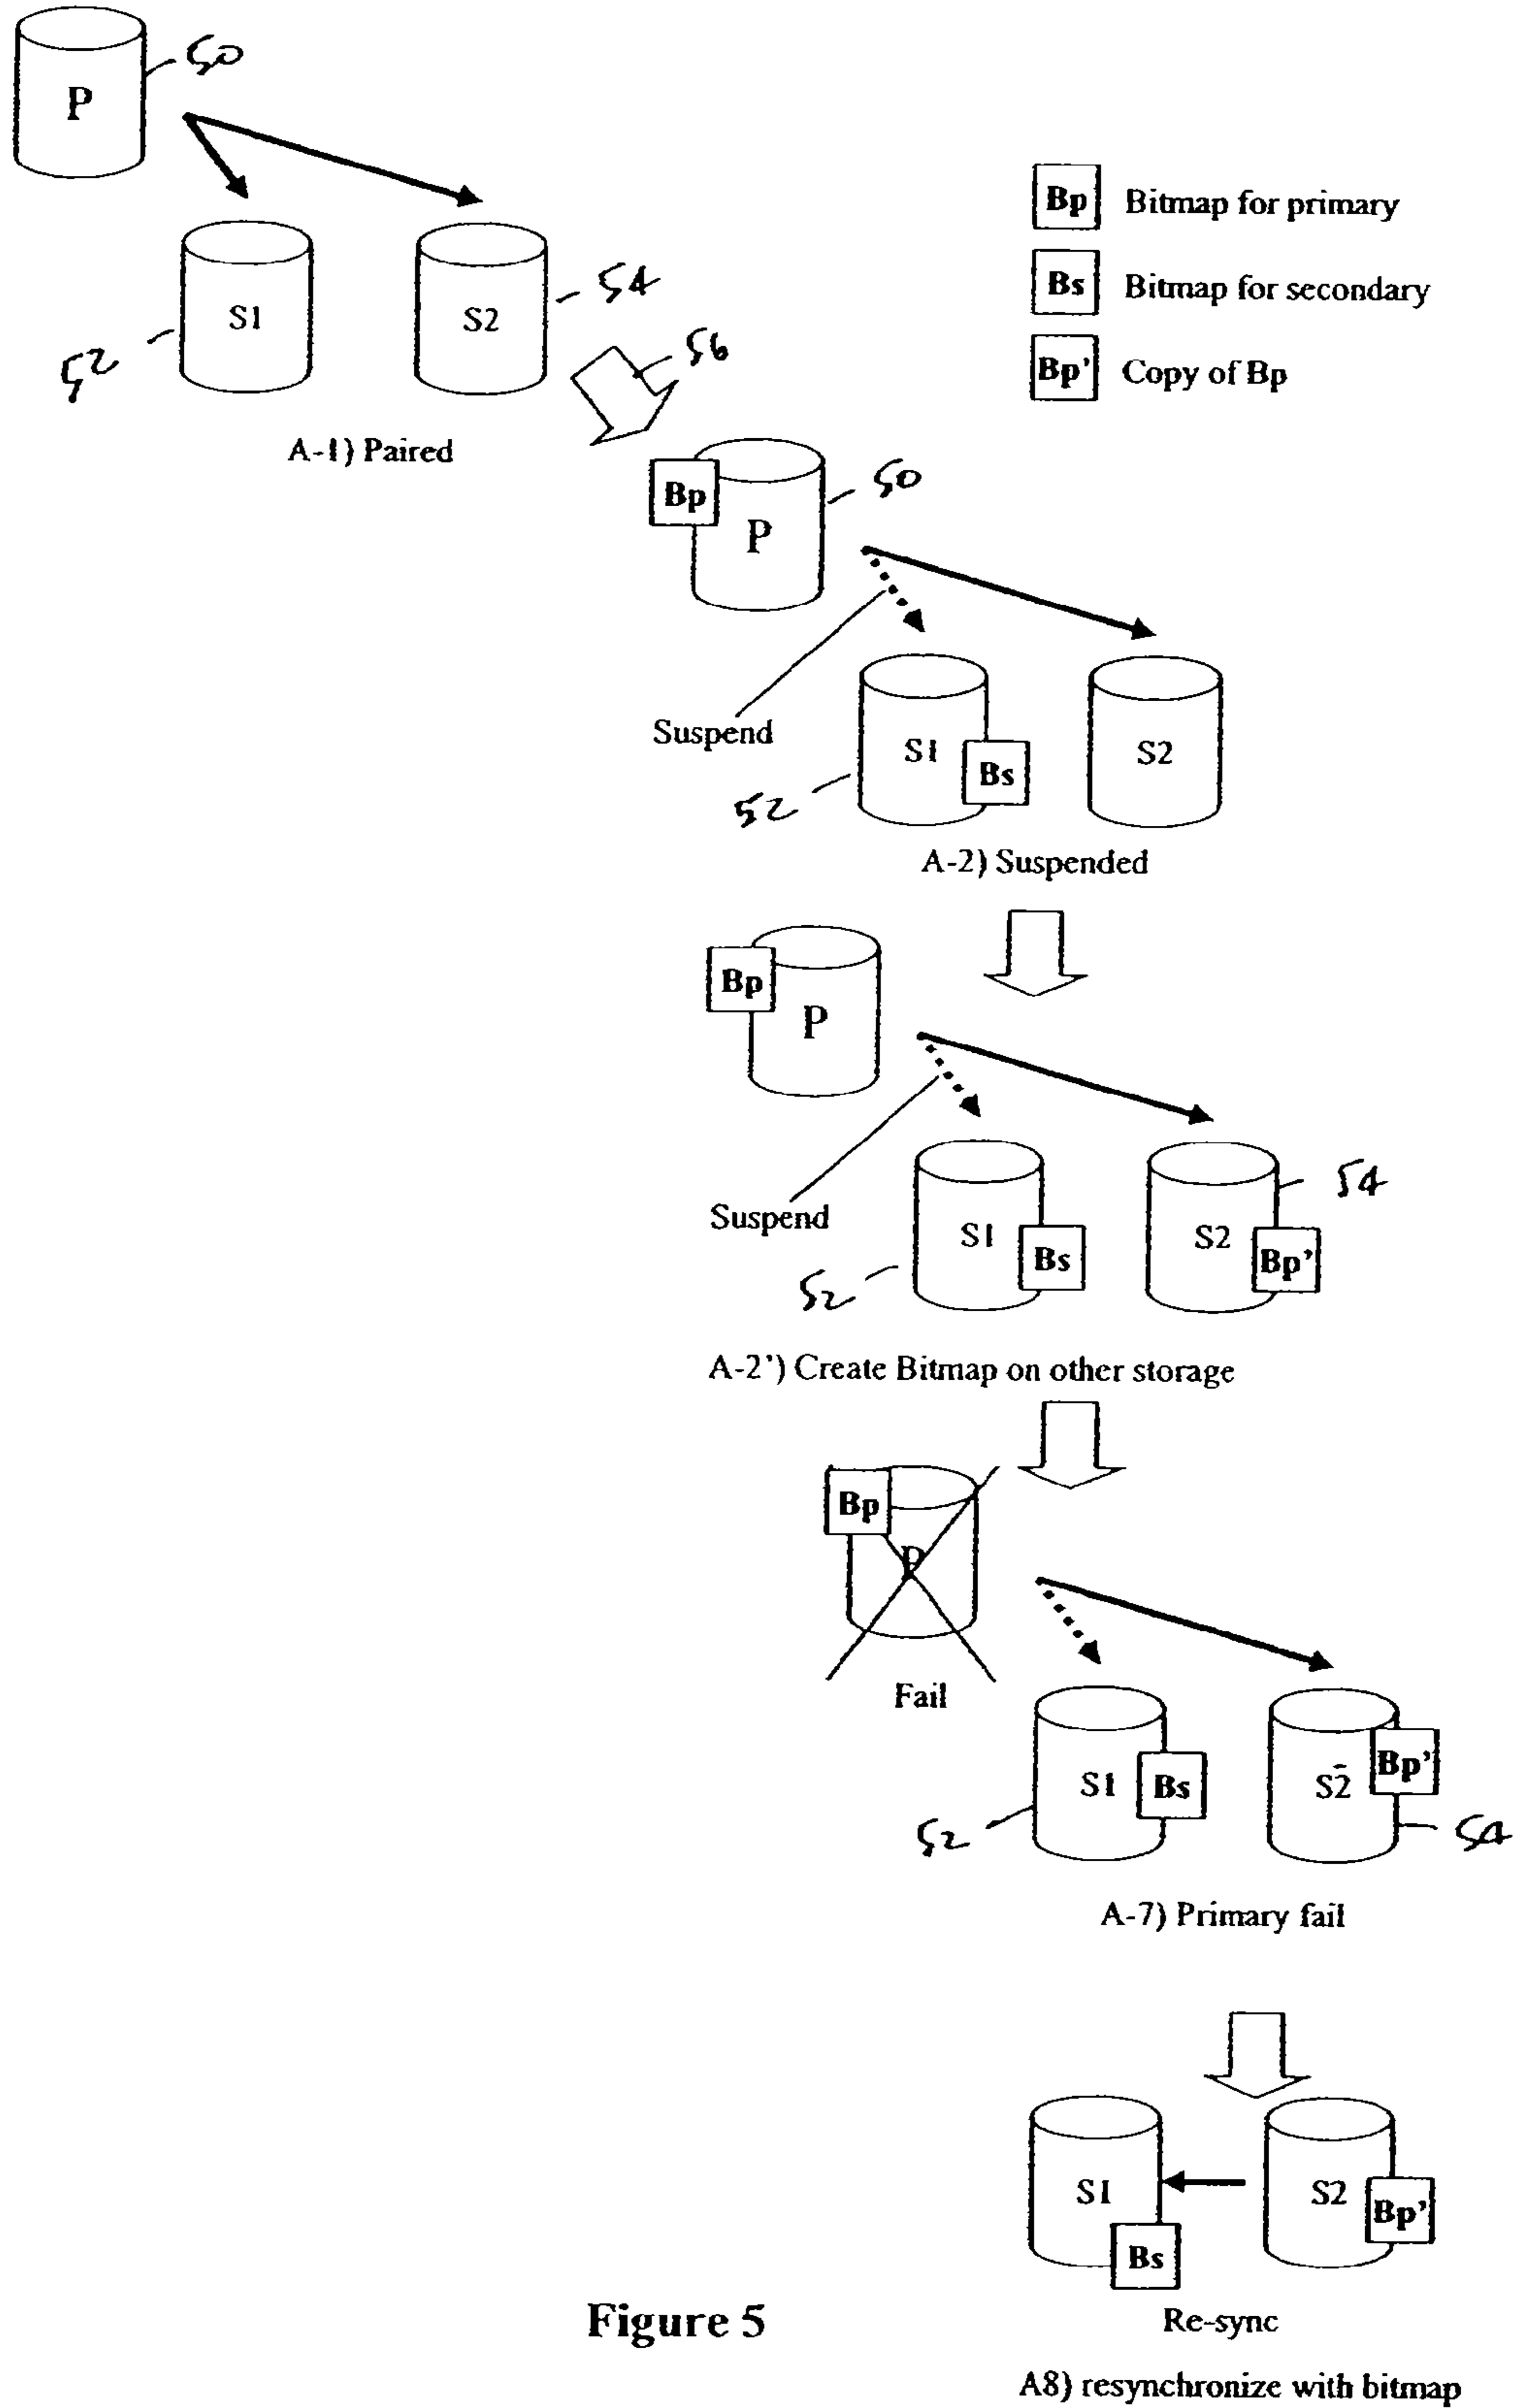 50
P
Bp Bitmap for primary
Bs Bitmap for secondary
Bp' Copy of Bp
S1
S2
54
52
56
A-1) Paired
Bp
P
50
Suspend
S1
Bs
S2
52
A-2) Suspended
Bp
P
Suspend
S1
Bs
S2
Bp'
54
52
A-2') Create Bitmap on other storage
Bp
P
Fail
S1
Bs
S2
Bp'
52
54
A-7) Primary fail
S1
Bs
S2
Bp'
Re-sync
Figure 5
A8) resynchronize with bitmap